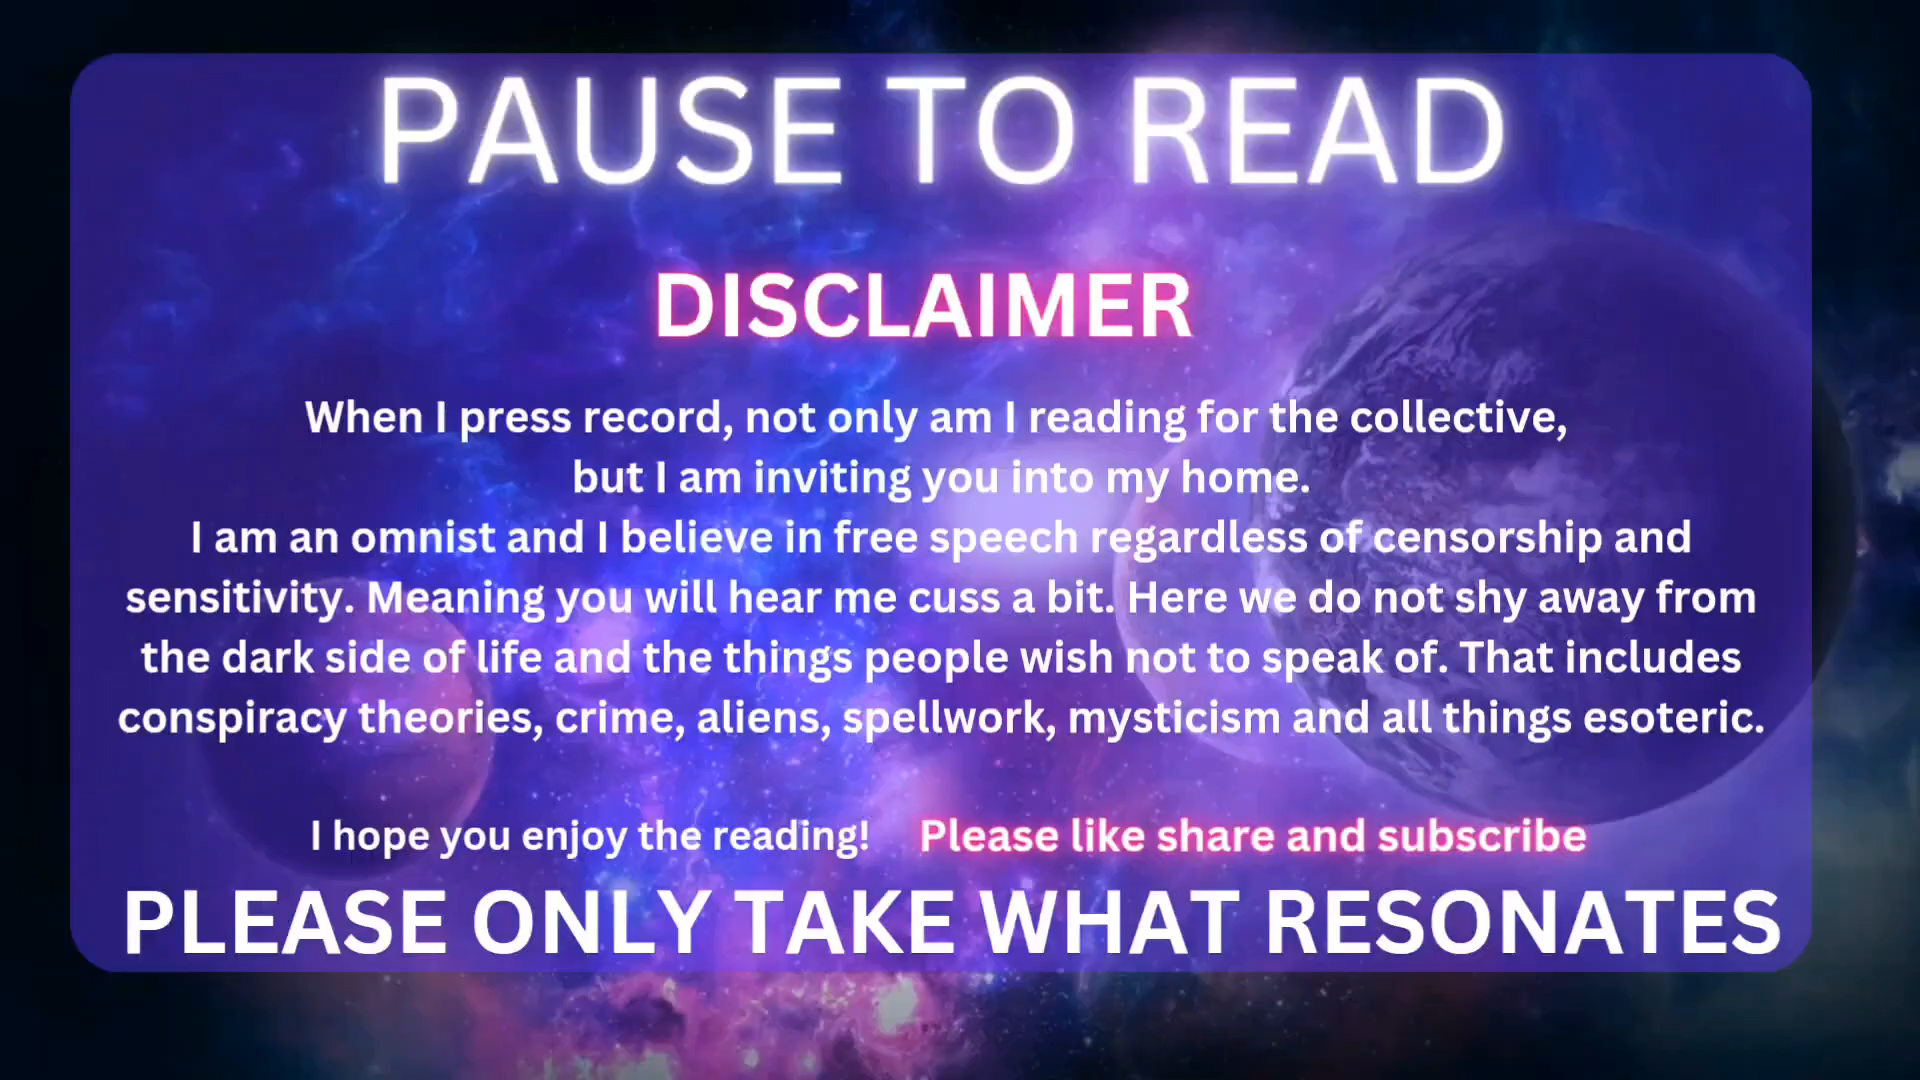 PAUSE TO READ
DISCLAIMER
When I press record, not only am I reading for the collective,
but I am inviting you into my home.
I am an omnist and I believe in free speech regardless of censorship and
sensitivity. Meaning you will hear me cuss a bit. Here we do not shy away from
the dark side of life and the things people wish not to speak of. That includes
conspiracy theories, crime, aliens, spellwork, mysticism and all things esoteric.
I hope you enjoy the reading! Please like share and subscribe
PLEASE ONLY TAKE WHAT RESONATES